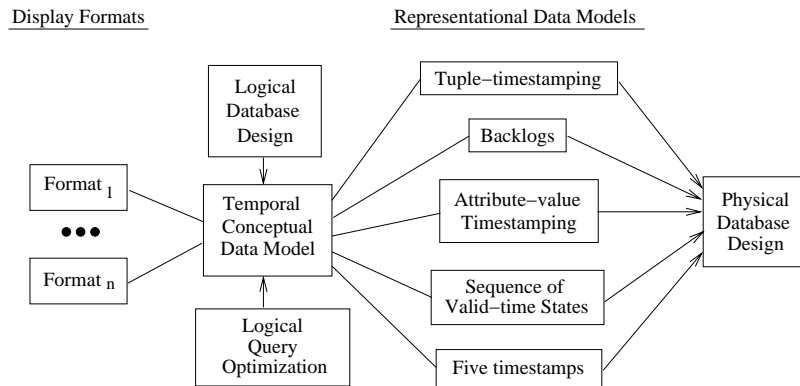 Display Formats
Representational Data Models
Logical
Database
Design
Tuple-timestamping
Backlogs
Format 1
Format n
Temporal
Conceptual
Data Model
Attribute-value
Timestamping
Physical
Database
Design
Sequence of
Valid-time States
Logical
Query
Optimization
Five timestamps